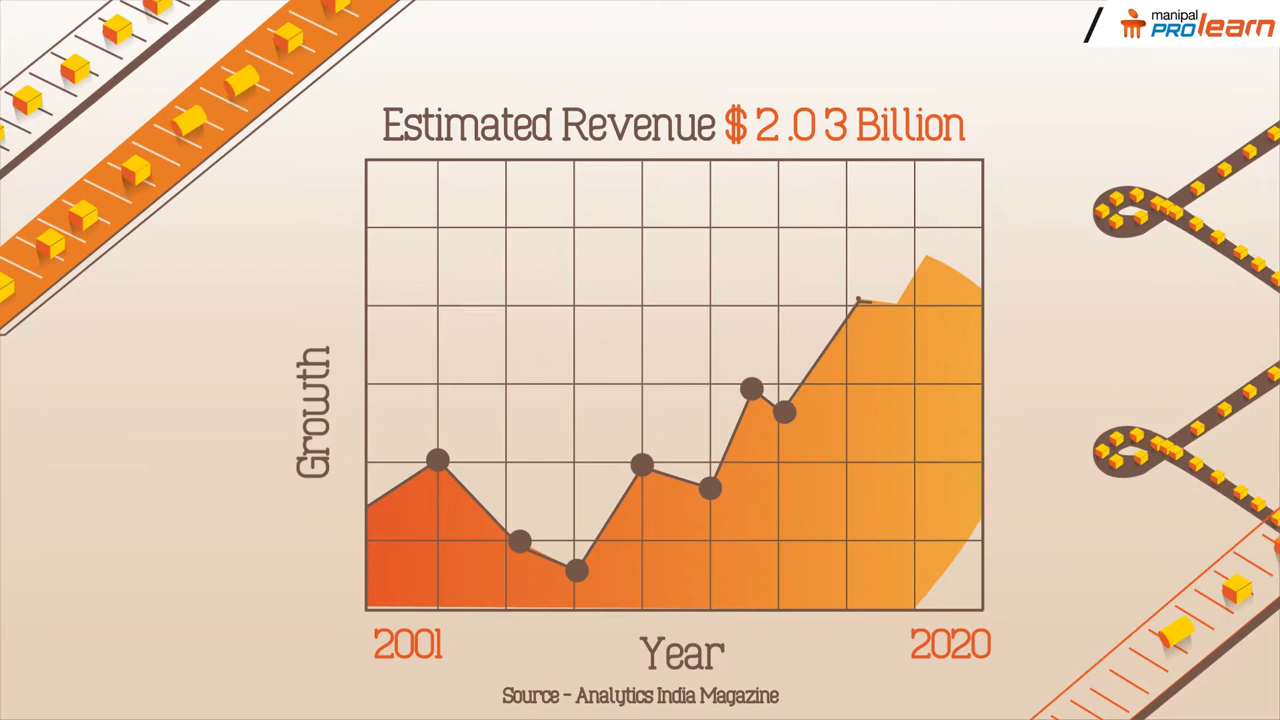 manipal
PROlearn
Estimated Revenue $ 2.03 Billion
Growth
2001
Year
2020
Source - Analytics India Magazine